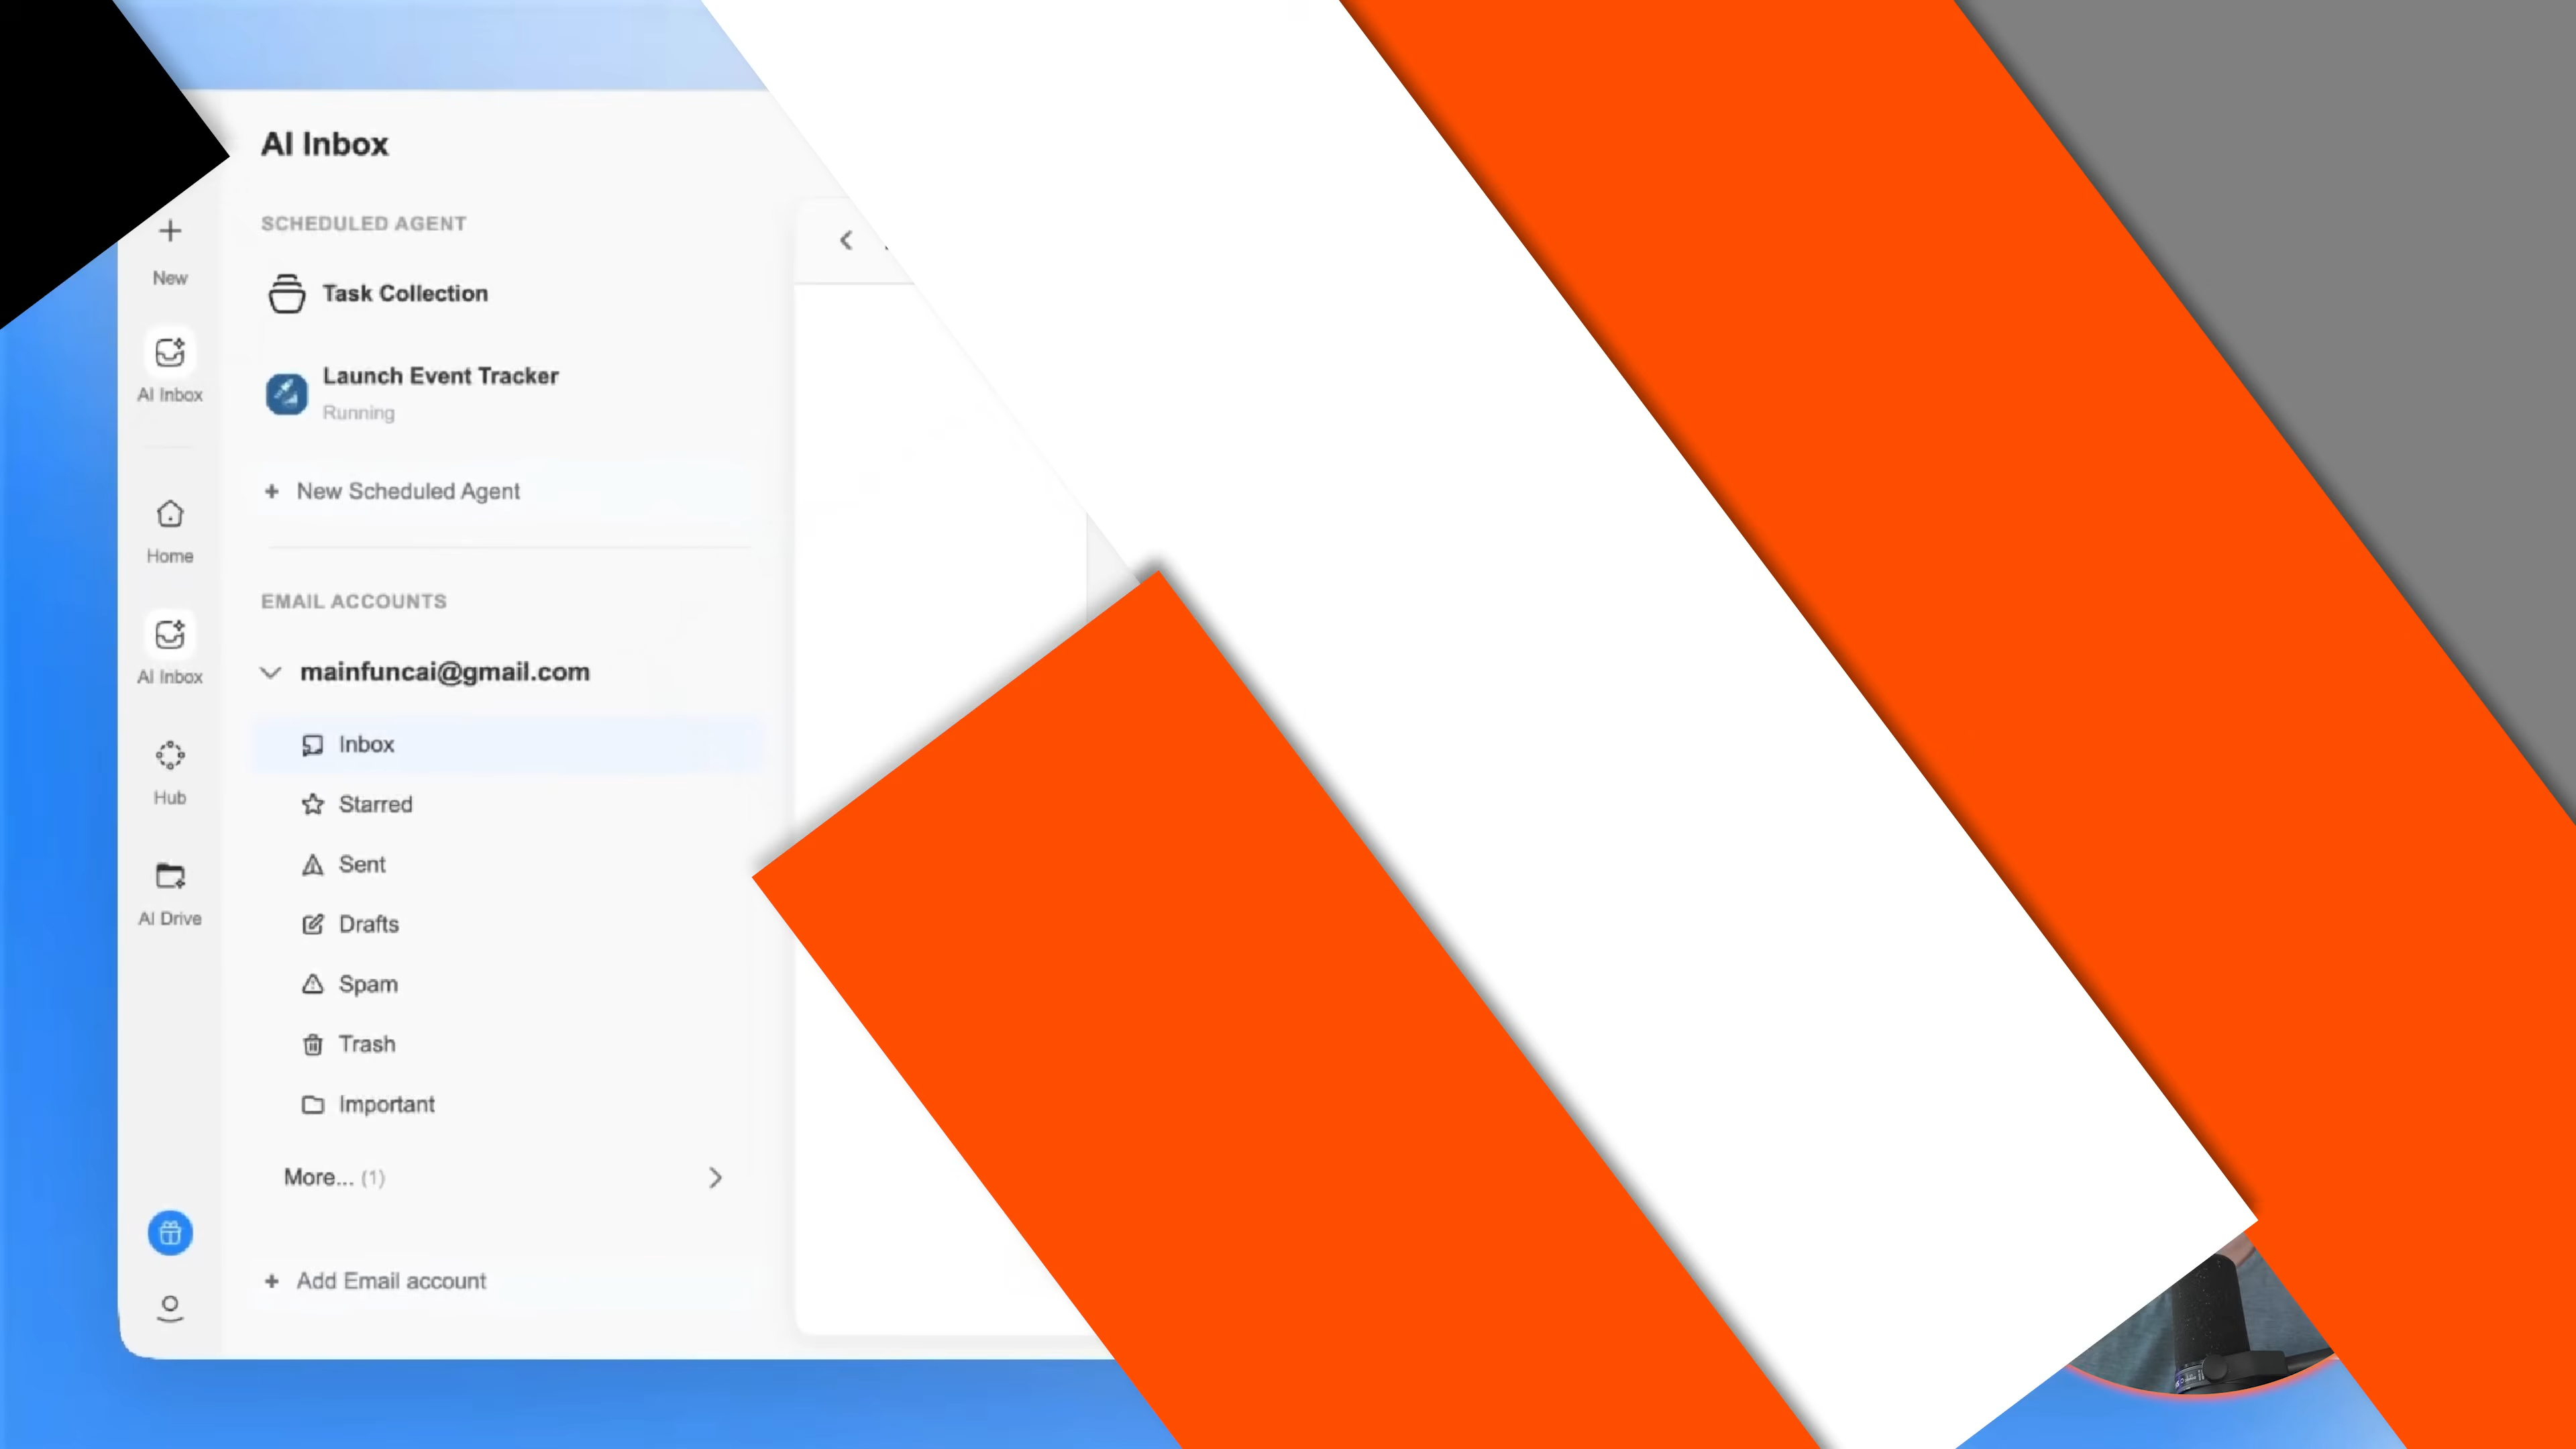 AI Inbox
New
AI Inbox
Home
AI Inbox
Hub
AI Drive
SCHEDULED AGENT
Task Collection
Launch Event Tracker
Running
New Scheduled Agent
EMAIL ACCOUNTS
mainfuncai@gmail.com
Inbox
Starred
Sent
Drafts
Spam
Trash
Important
More... (1)
Add Email account